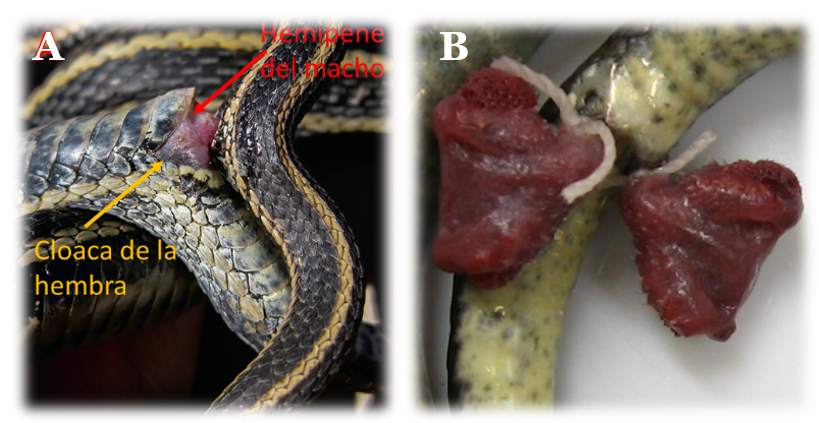 A
Hemipene
del macho
Cloaca de la
hembra
B